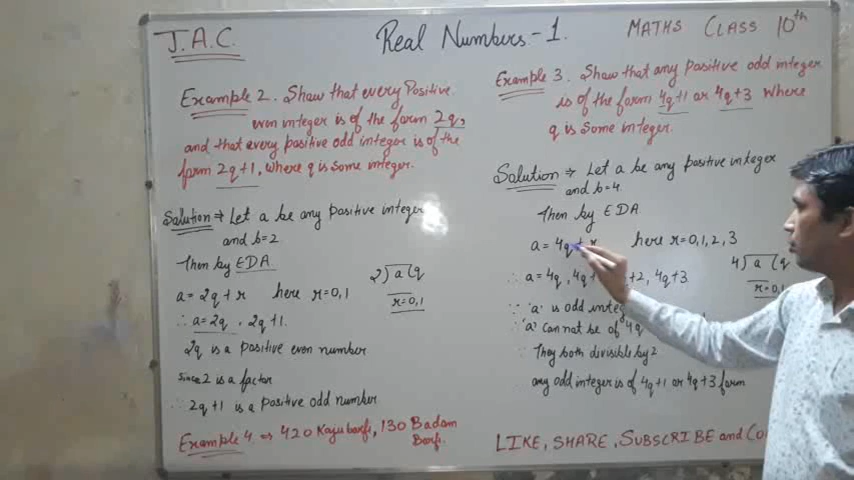 J.A.C.
Real Numbers-1.
MATHS CLASS 10th
Example 2. Show that every Positive
even integer is of the form 2q,
and that every positive odd integer is of the
form 2q+1, where q is some integer.
Solution ⇒ Let a be any positive integer
and b=2
Then by EDA
a = 2q + r here r=0,1
2) a ( q
r=0,1
∴ a=2q, 2q+1.
2q is a positive even number
Since 2 is a factor
∴ 2q+1 is a positive odd number
Example 4 ⇒ 420 Kaju barfi, 130 Badam
Barfi.
Example 3. Show that any positive odd integer
is of the form 4q+1 or 4q+3 where
q is some integer.
Solution ⇒ Let a be any positive integer
and b=4.
Then by EDA
a = 4q + r here r=0,1,2,3
4) a ( q
r=0,1
∴ a = 4q, 4q+ +2, 4q+3
∵ 'a' is odd integ
∴ 'a' can not be of 4q
∵ They both divisible by 2
any odd integer is of 4q+1 or 4q+3 form
LIKE, SHARE, SUBSCRIBE and